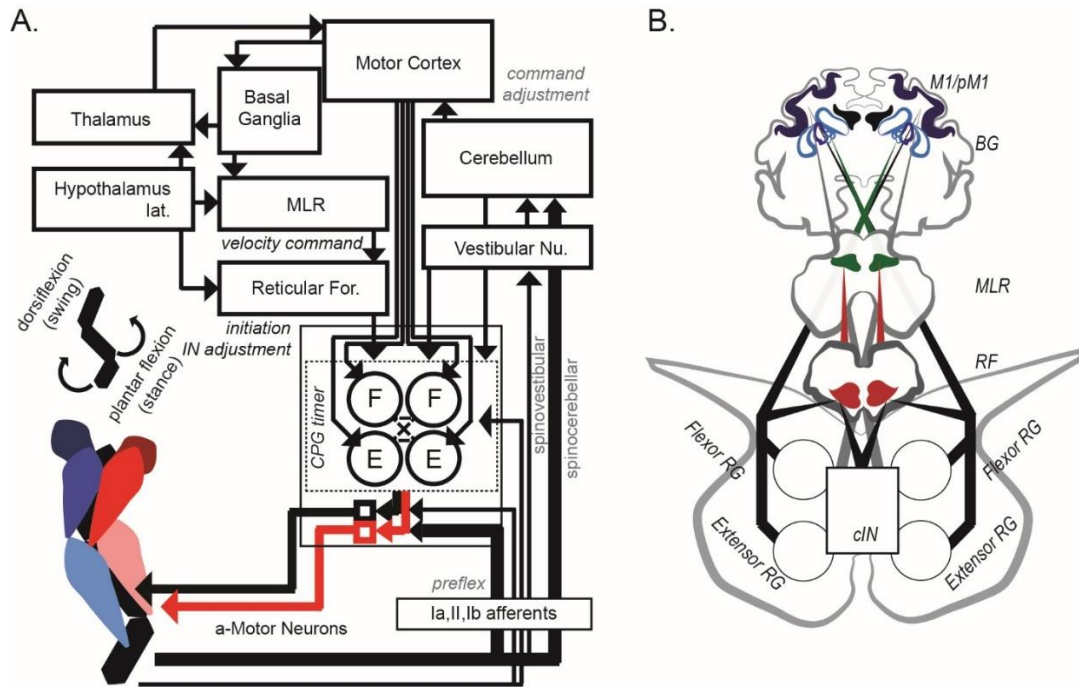 A.
Motor Cortex
command
adjustment
Basal
Ganglia
Thalamus
Cerebellum
Hypothalamus
lat.
MLR
velocity command
Vestibular Nu.
Reticular For.
initiation
IN adjustment
dorsiflexion
(swing)
plantar flexion
(stance)
CPG timer
F
F
E
E
spinovestibular
spinocerebellar
preflex
Ia,II,Ib afferents
a-Motor Neurons
B.
M1/pM1
BG
MLR
RF
Flexor RG
Flexor RG
cIN
Extensor RG
Extensor RG